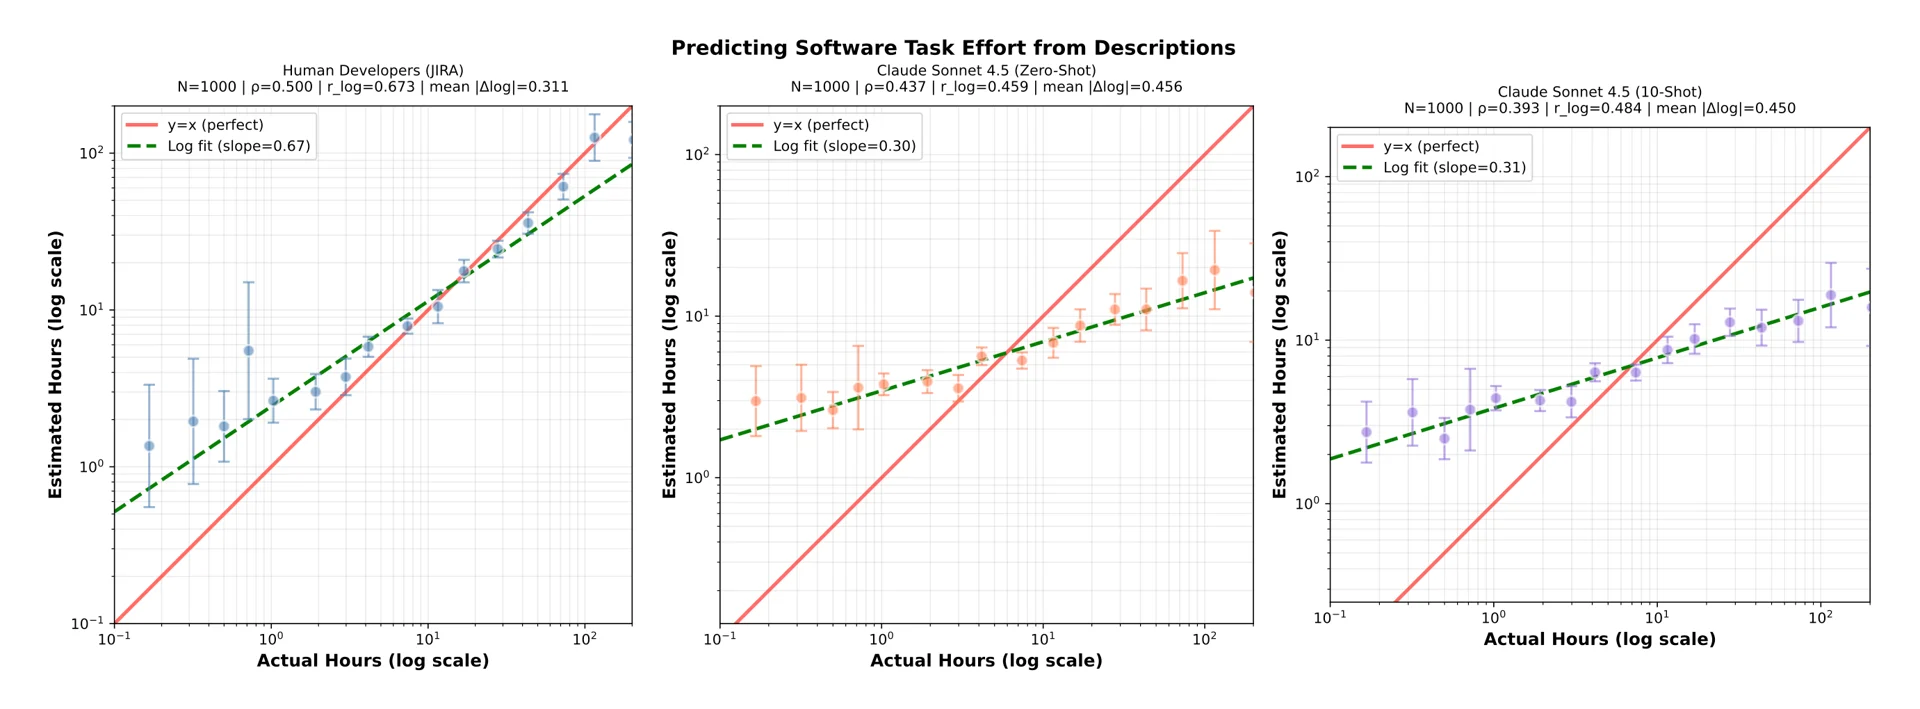 Predicting Software Task Effort from Descriptions
Human Developers (JIRA)
N=1000 | ρ=0.500 | r_log=0.673 | mean |Δlog|=0.311
y=x (perfect)
Log fit (slope=0.67)
Estimated Hours (log scale)
10²
10¹
10⁰
10⁻¹
10⁻¹ 10⁰ 10¹ 10²
Actual Hours (log scale)
Claude Sonnet 4.5 (Zero-Shot)
N=1000 | ρ=0.437 | r_log=0.459 | mean |Δlog|=0.456
y=x (perfect)
Log fit (slope=0.30)
Estimated Hours (log scale)
10²
10¹
10⁰
10⁻¹ 10⁰ 10¹ 10²
Actual Hours (log scale)
Claude Sonnet 4.5 (10-Shot)
N=1000 | ρ=0.393 | r_log=0.484 | mean |Δlog|=0.450
y=x (perfect)
Log fit (slope=0.31)
Estimated Hours (log scale)
10²
10¹
10⁰
10⁻¹ 10⁰ 10¹ 10²
Actual Hours (log scale)